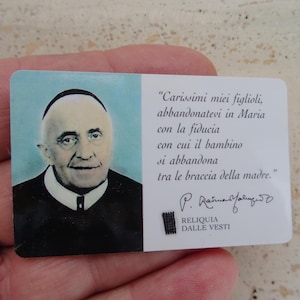 “Carissimi miei figlioli,
abbandonatevi in Maria
con la fiducia
con cui il bambino
si abbandona
tra le braccia della madre.”
P.
RELIQUIA
DALLE VESTI